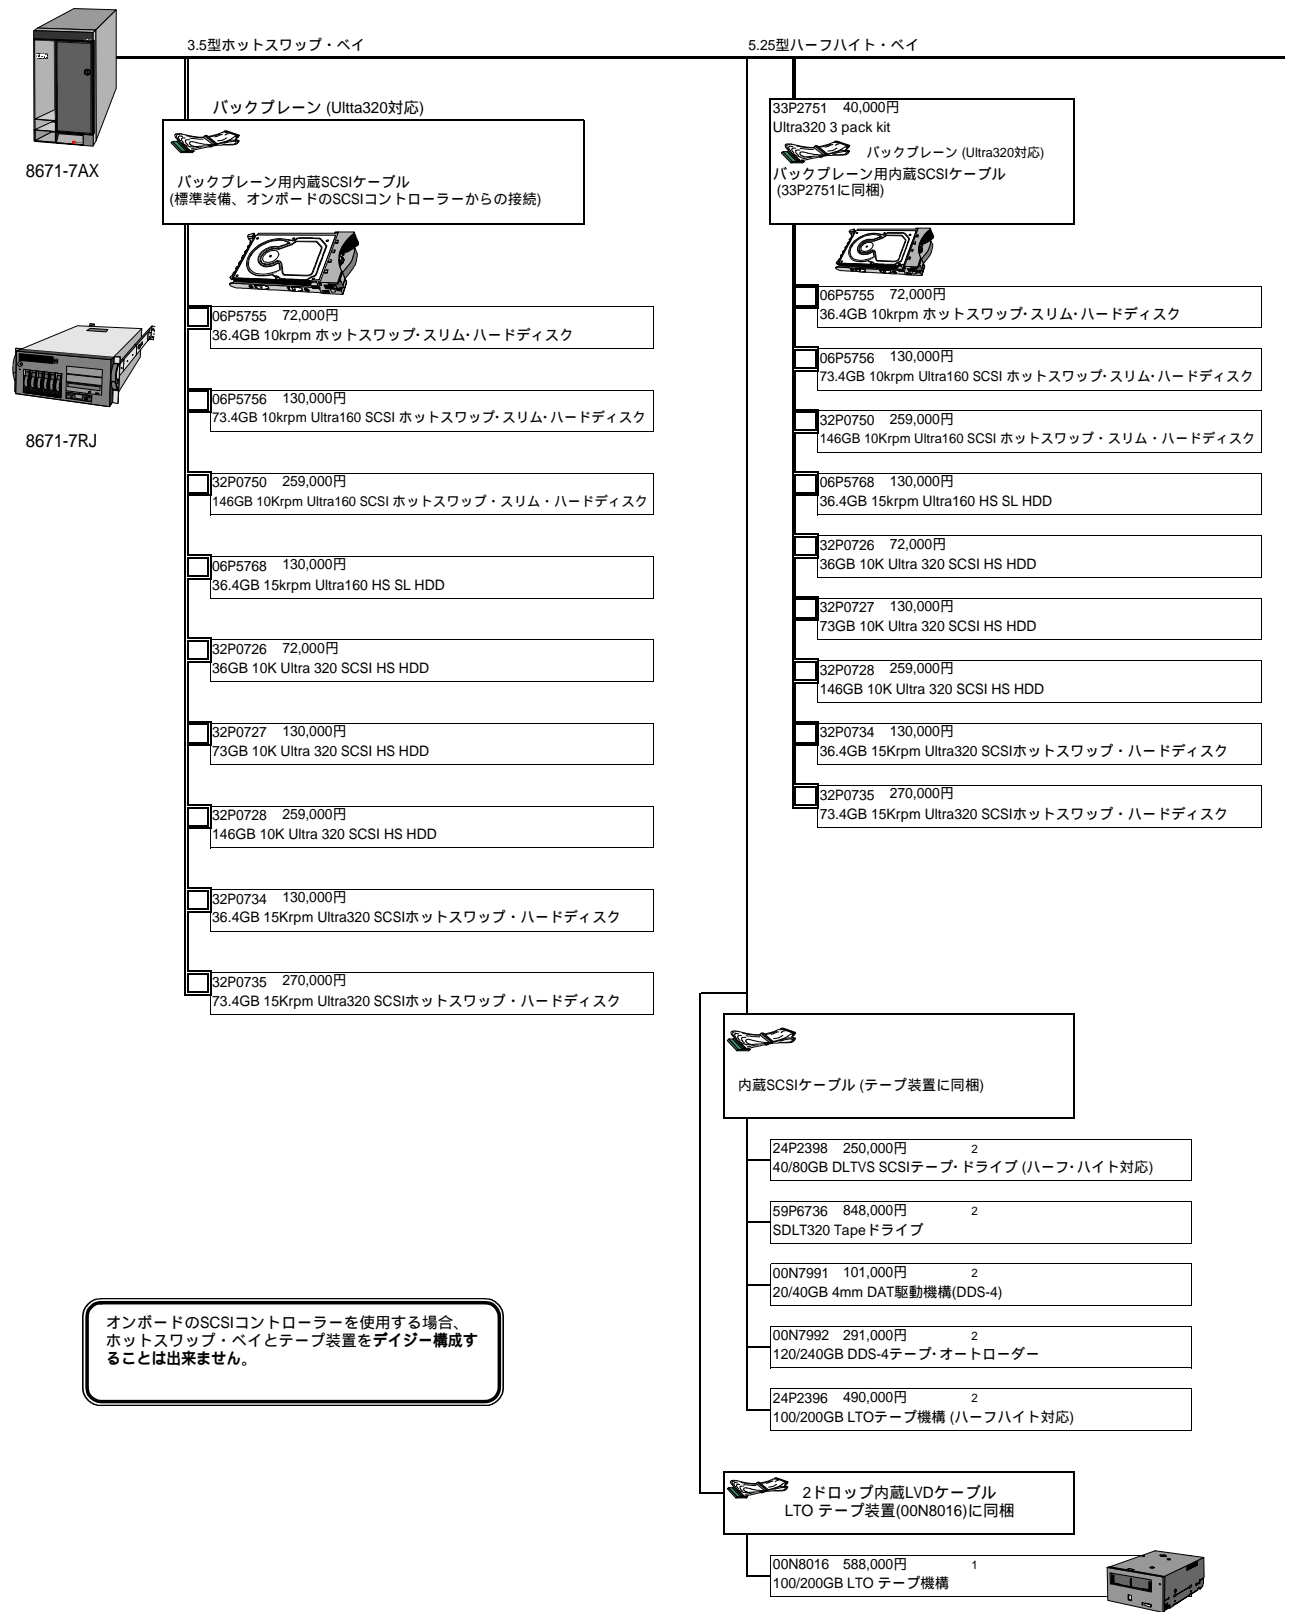 3.5型ホットスワップ・ベイ
5.25型ハーフハイト・ベイ
8671-7AX
8671-7RJ
バックプレーン (Ultta320対応)
バックプレーン用内蔵SCSIケーブル
(標準装備、オンボードのSCSIコントローラーからの接続)
06P5755 72,000円
36.4GB 10krpm ホットスワップ・スリム・ハードディスク
06P5756 130,000円
73.4GB 10krpm Ultra160 SCSI ホットスワップ・スリム・ハードディスク
32P0750 259,000円
146GB 10Krpm Ultra160 SCSI ホットスワップ・スリム・ハードディスク
06P5768 130,000円
36.4GB 15krpm Ultra160 HS SL HDD
32P0726 72,000円
36GB 10K Ultra 320 SCSI HS HDD
32P0727 130,000円
73GB 10K Ultra 320 SCSI HS HDD
32P0728 259,000円
146GB 10K Ultra 320 SCSI HS HDD
32P0734 130,000円
36.4GB 15Krpm Ultra320 SCSIホットスワップ・ハードディスク
32P0735 270,000円
73.4GB 15Krpm Ultra320 SCSIホットスワップ・ハードディスク
33P2751 40,000円
Ultra320 3 pack kit
バックプレーン (Ultra320対応)
バックプレーン用内蔵SCSIケーブル
(33P2751に同梱)
06P5755 72,000円
36.4GB 10krpm ホットスワップ・スリム・ハードディスク
06P5756 130,000円
73.4GB 10krpm Ultra160 SCSI ホットスワップ・スリム・ハードディスク
32P0750 259,000円
146GB 10Krpm Ultra160 SCSI ホットスワップ・スリム・ハードディスク
06P5768 130,000円
36.4GB 15krpm Ultra160 HS SL HDD
32P0726 72,000円
36GB 10K Ultra 320 SCSI HS HDD
32P0727 130,000円
73GB 10K Ultra 320 SCSI HS HDD
32P0728 259,000円
146GB 10K Ultra 320 SCSI HS HDD
32P0734 130,000円
36.4GB 15Krpm Ultra320 SCSIホットスワップ・ハードディスク
32P0735 270,000円
73.4GB 15Krpm Ultra320 SCSIホットスワップ・ハードディスク
内蔵SCSIケーブル (テープ装置に同梱)
24P2398 250,000円 2
40/80GB DLTVS SCSIテープ・ドライブ (ハーフ・ハイト対応)
59P6736 848,000円 2
SDLT320 Tapeドライブ
00N7991 101,000円 2
20/40GB 4mm DAT駆動機構(DDS-4)
00N7992 291,000円 2
120/240GB DDS-4テープ・オートローダー
24P2396 490,000円 2
100/200GB LTOテープ機構 (ハーフハイト対応)
2ドロップ内蔵LVDケーブル
LTO テープ装置(00N8016)に同梱
00N8016 588,000円 1
100/200GB LTO テープ機構
オンボードのSCSIコントローラーを使用する場合、
ホットスワップ・ベイとテープ装置をデイジー構成す
ることは出来ません。